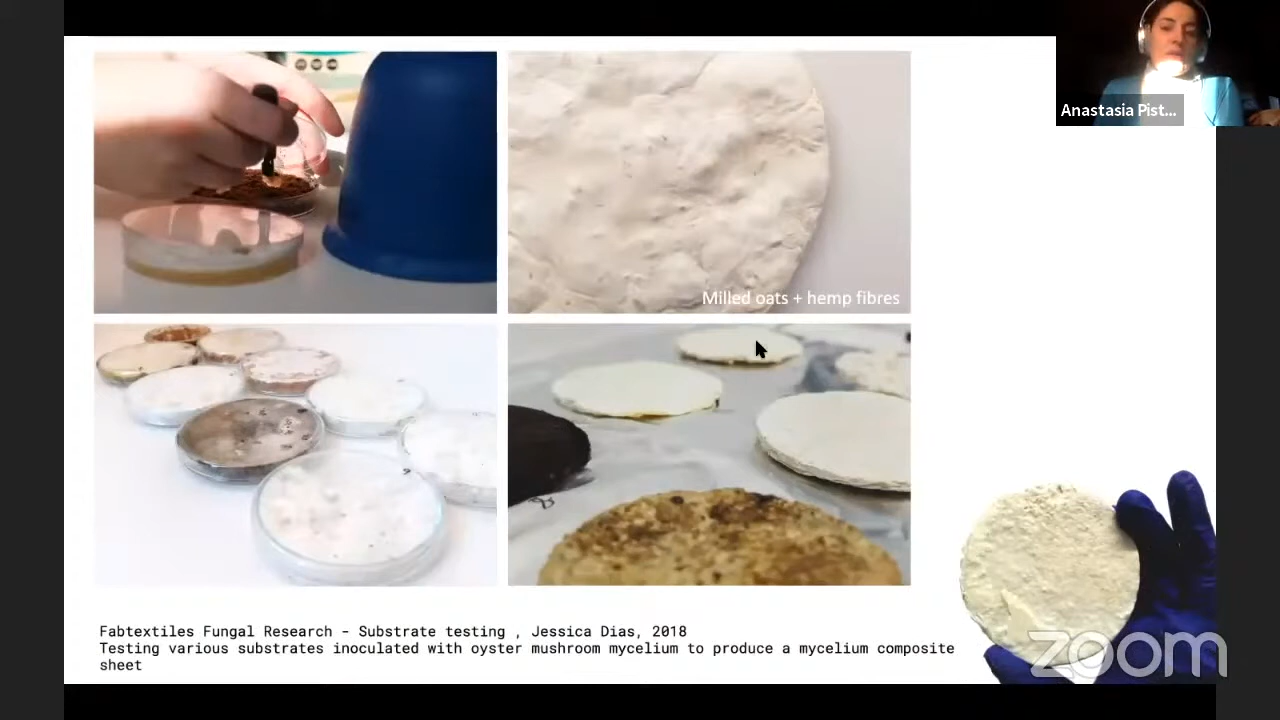 Anastasia Pist...
Milled oats + hemp fibres
8
Fabtextiles Fungal Research - Substrate testing , Jessica Dias, 2018
Testing various substrates inoculated with oyster mushroom mycelium to produce a mycelium composite
sheet
zoom